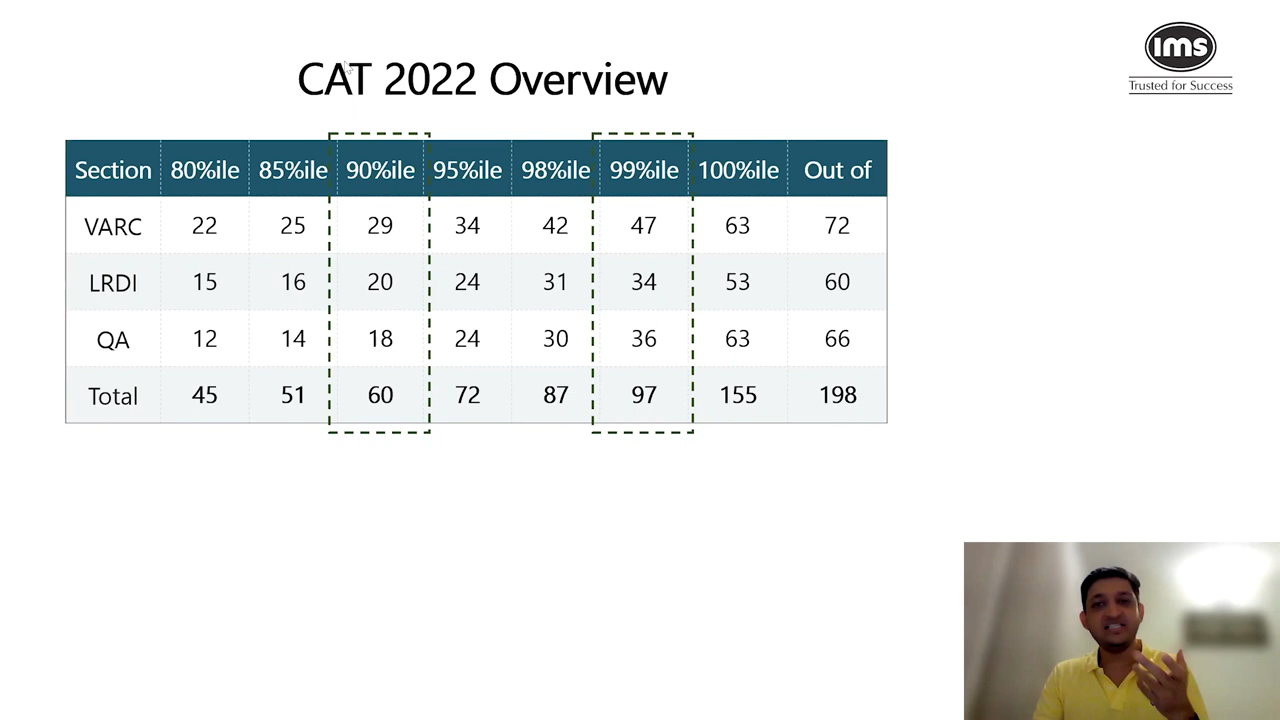 ims
Trusted for Success
CAT 2022 Overview
Section 80%ile 85%ile 90%ile 95%ile 98%ile 99%ile 100%ile Out of
VARC 22 25 29 34 42 47 63 72
LRDI 15 16 20 24 31 34 53 60
QA 12 14 18 24 30 36 63 66
Total 45 51 60 72 87 97 155 198